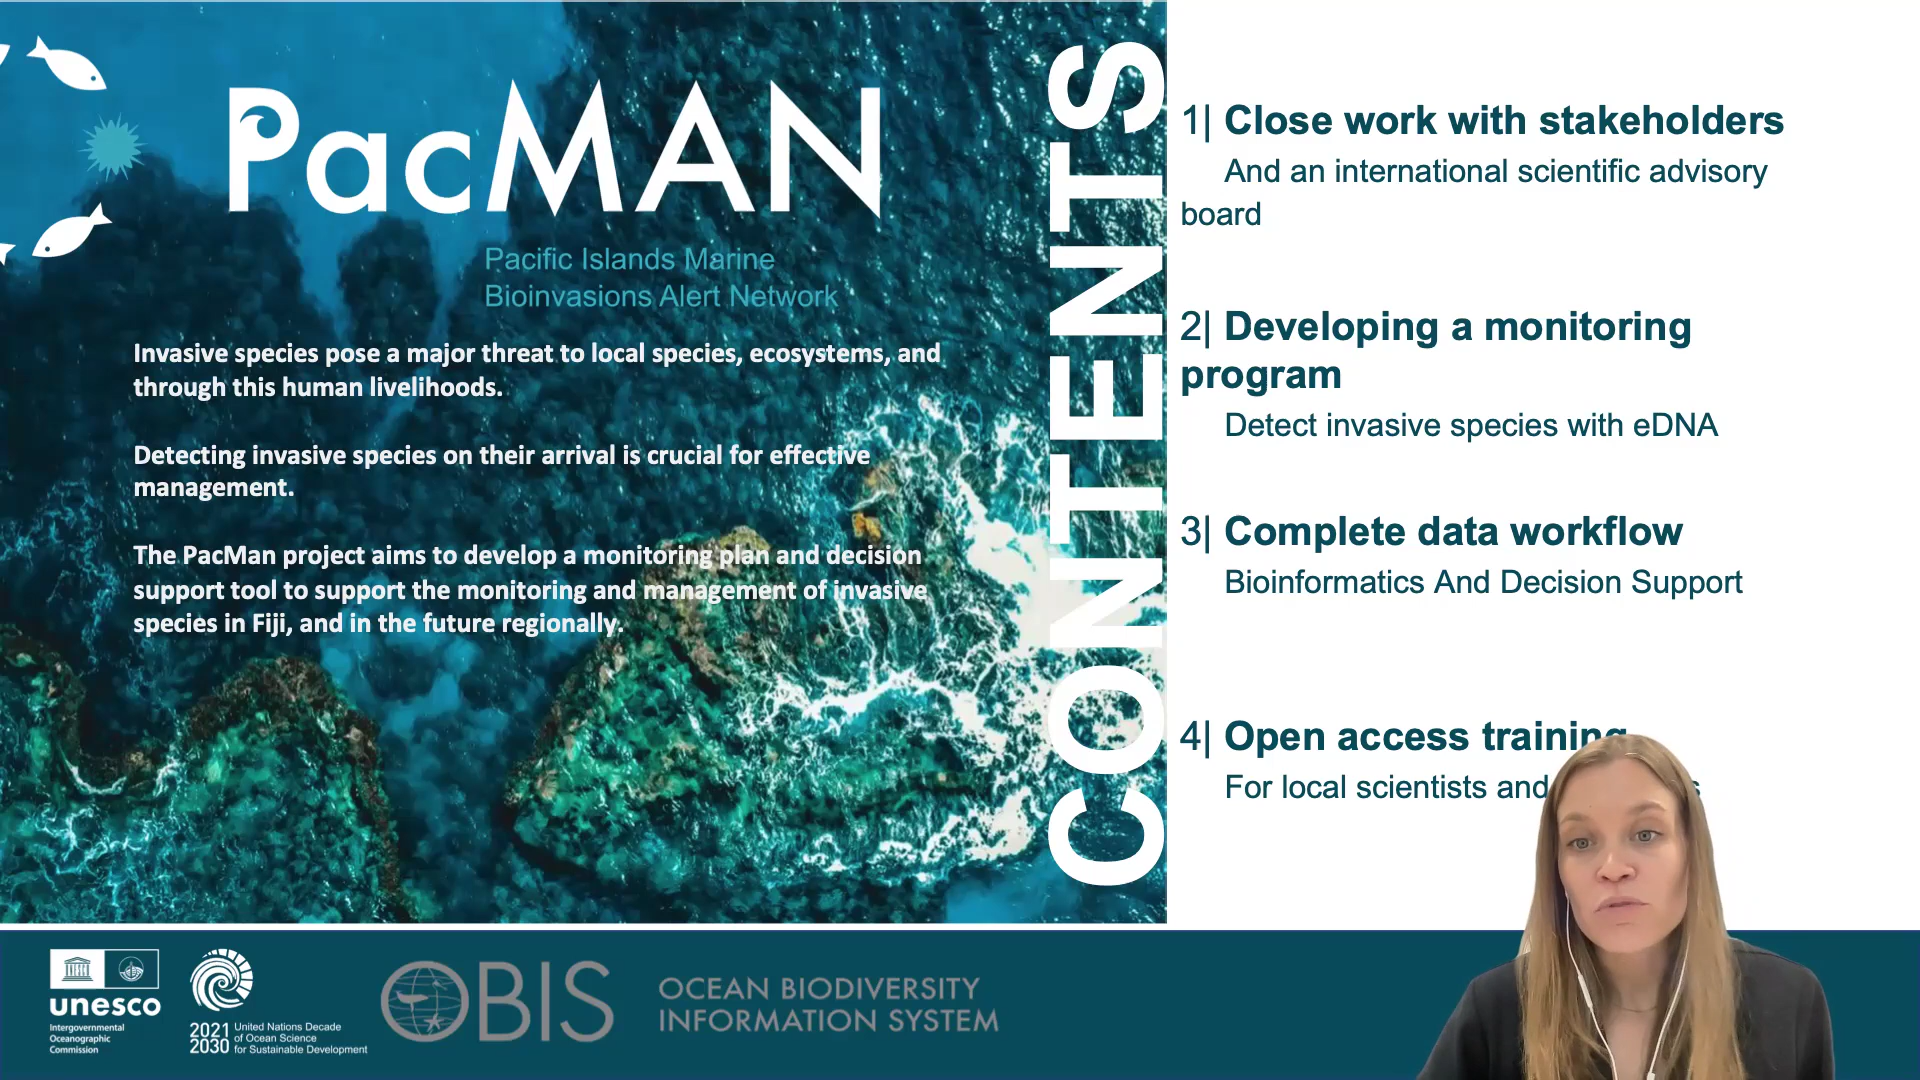 PacMAN
Pacific Islands Marine
Bioinvasions Alert Network
Invasive species pose a major threat to local species, ecosystems, and
through this human livelihoods.
Detecting invasive species on their arrival is crucial for effective
management.
The PacMan project aims to develop a monitoring plan and decision
support tool to support the monitoring and management of invasive
species in Fiji, and in the future regionally.
CONTENTS
1| Close work with stakeholders
And an international scientific advisory
board
2| Developing a monitoring
program
Detect invasive species with eDNA
3| Complete data workflow
Bioinformatics And Decision Support
4| Open access training
For local scientists and
unesco
Intergovernmental
Oceanographic
Commission
2021
2030
United Nations Decade
of Ocean Science
for Sustainable Development
OBIS
OCEAN BIODIVERSITY
INFORMATION SYSTEM